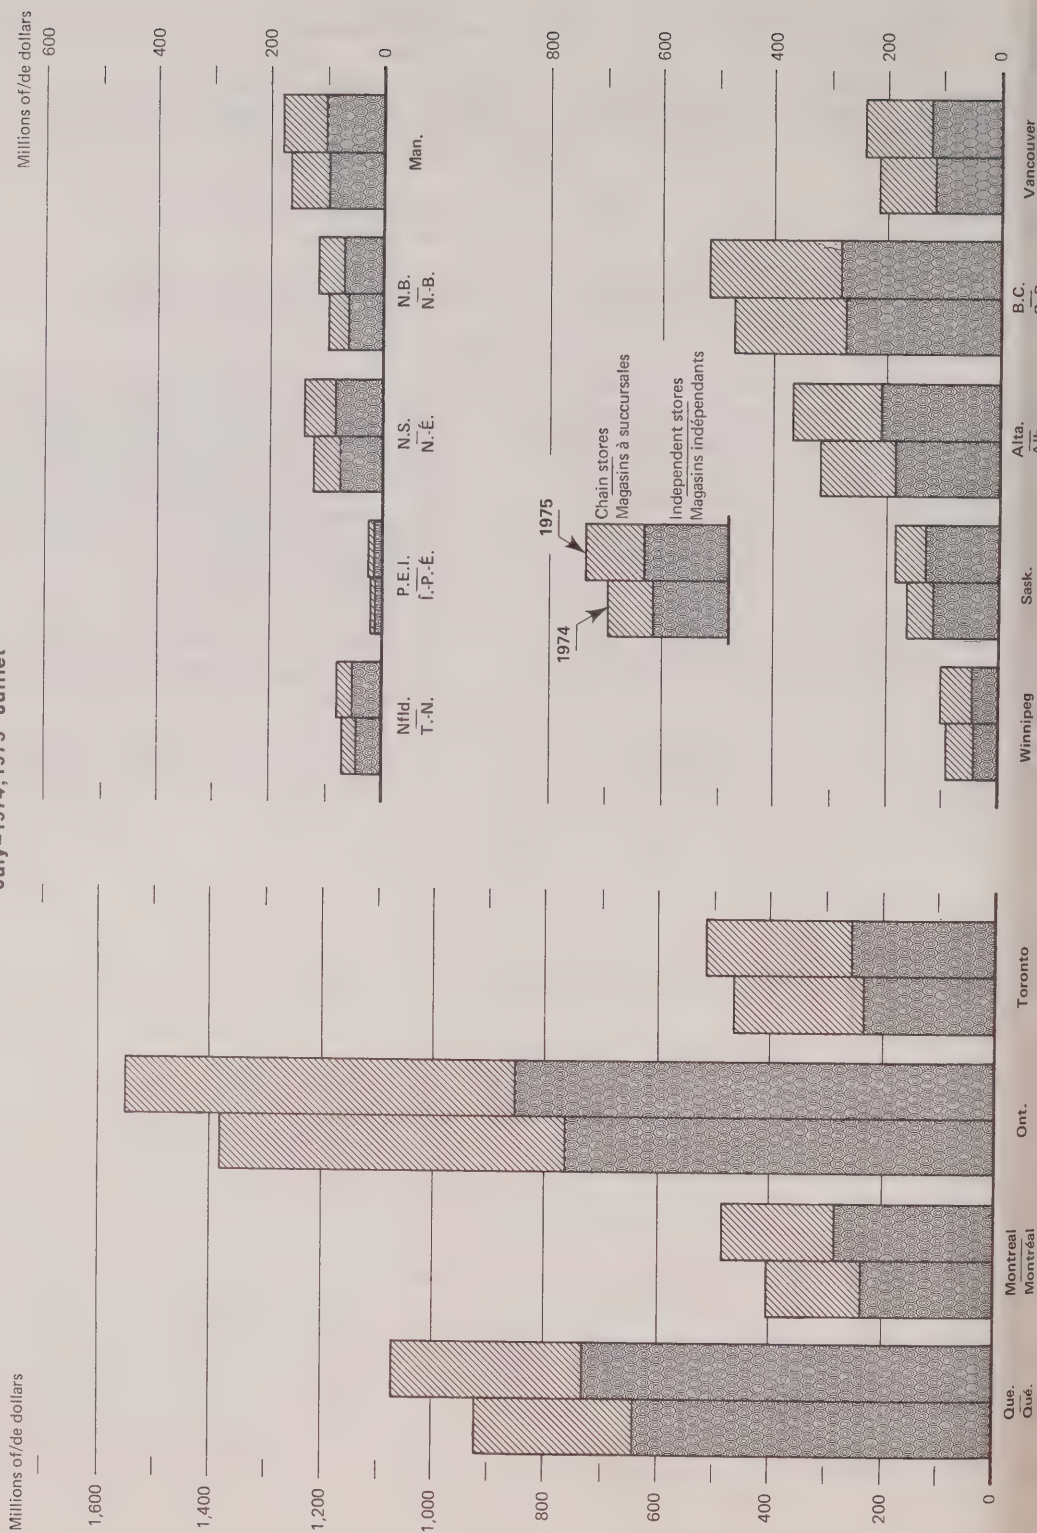 July – 1974, 1975 – Juillet
Millions of/de dollars
1,600
1,400
1,200
1,000
800
600
400
200
0
Que.
Qué.
Montreal
Montréal
Ont.
Toronto
Millions of/de dollars
600
400
200
0
Nfld.
T.-N.
P.E.I.
Î.-P.-É.
N.S.
N.-É.
N.B.
N.-B.
Man.
1974
1975
Chain stores
Magasins à succursales
Independent stores
Magasins indépendants
800
600
400
200
0
Winnipeg
Sask.
Alta.
B.C.
Vancouver